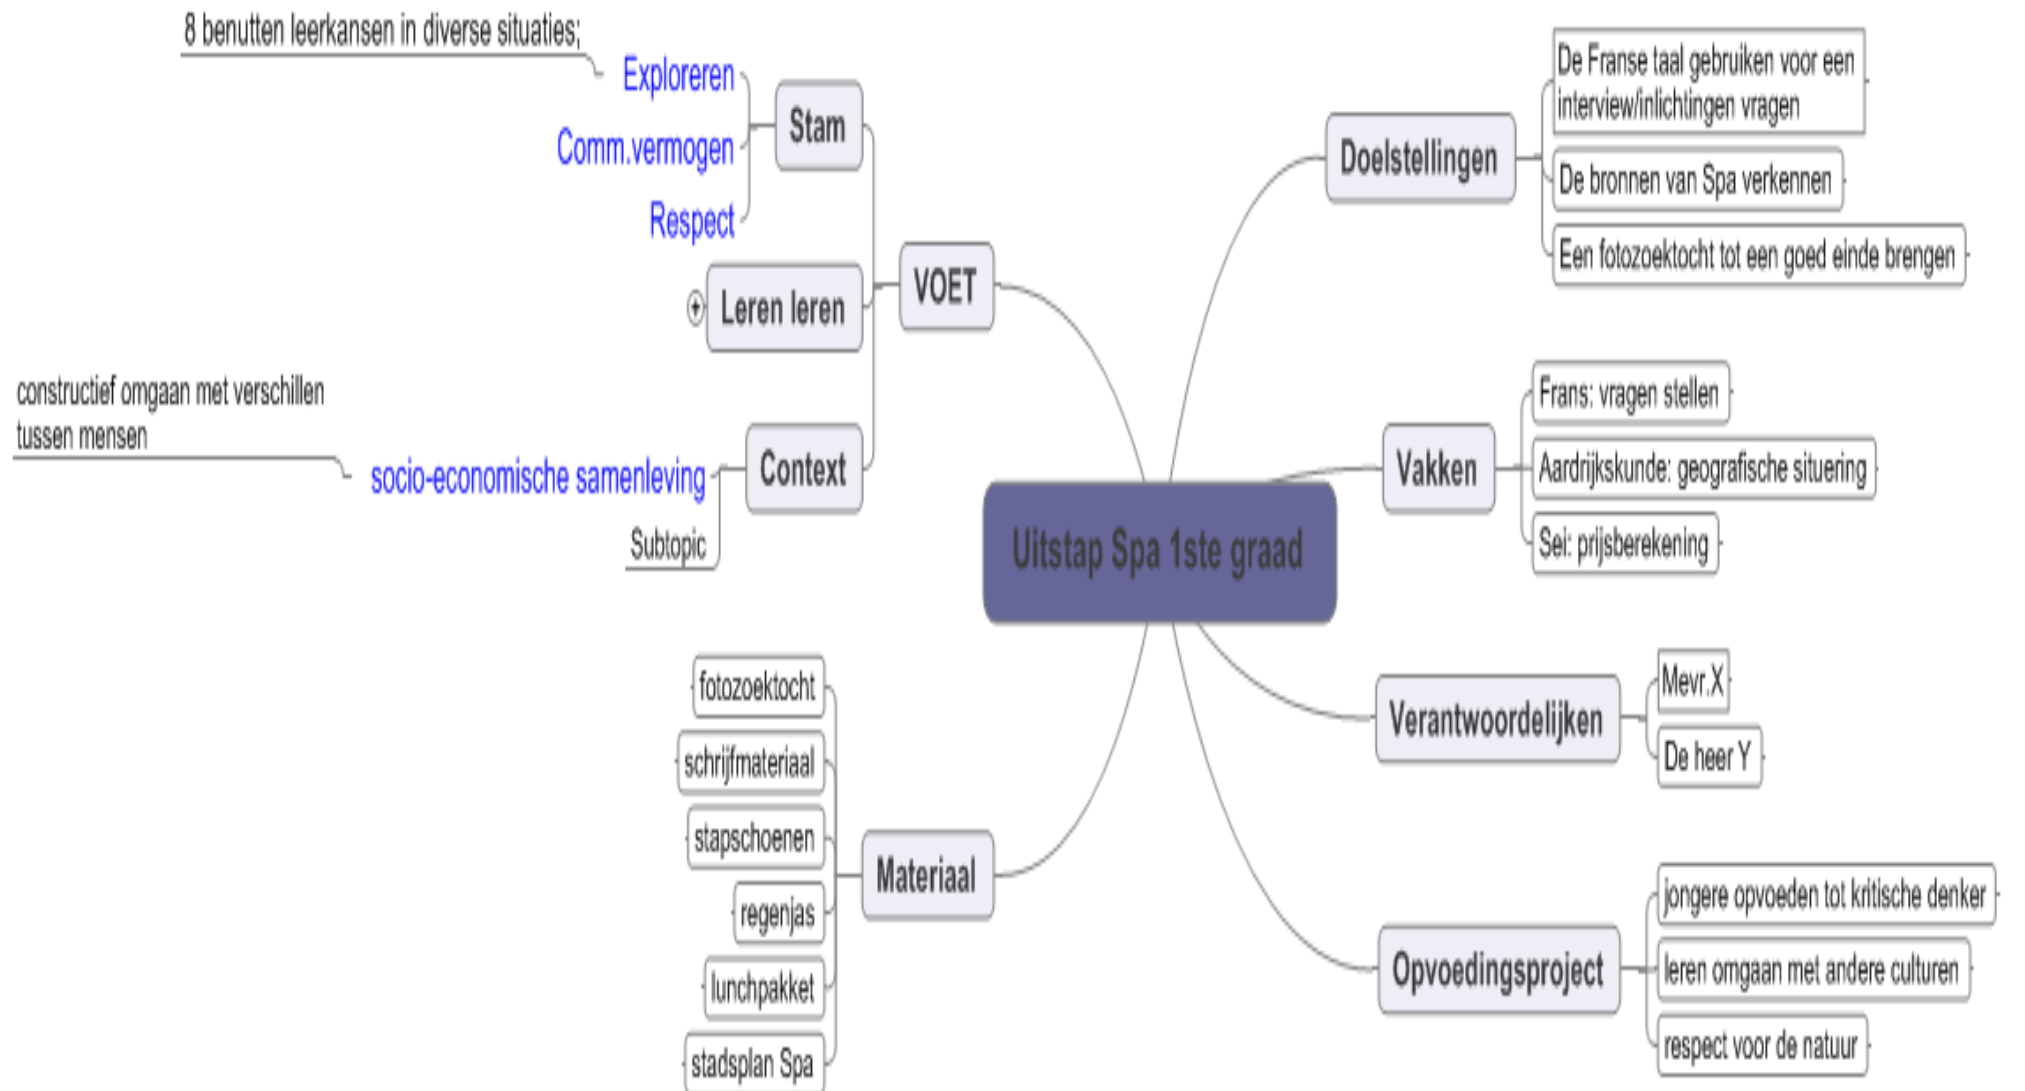 8 benutten leerkansen in diverse situaties;
Exploreren
Comm.vermogen
Respect
Stam
Leren leren
VOET
constructief omgaan met verschillen
tussen mensen
socio-economische samenleving
Subtopic
Context
fotozoektocht
schrijfmateriaal
stapschoenen
regenjas
lunchpakket
stadsplan Spa
Materiaal
Uitstap Spa 1ste graad
Doelstellingen
De Franse taal gebruiken voor een
interview/inlichtingen vragen
De bronnen van Spa verkennen
Een fotozoektocht tot een goed einde brengen
Vakken
Frans: vragen stellen
Aardrijkskunde: geografische situering
Sei: prijsberekening
Verantwoordelijken
Mevr.X
De heer Y
Opvoedingsproject
jongere opvoeden tot kritische denker
leren omgaan met andere culturen
respect voor de natuur